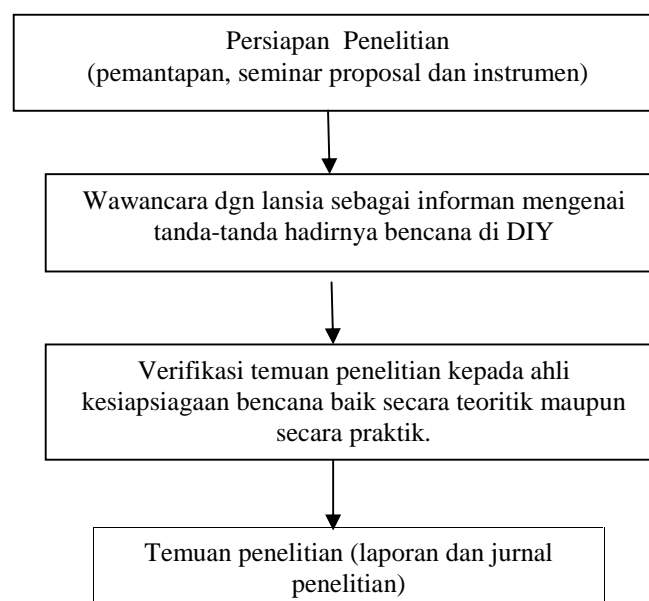 Persiapan Penelitian
(pemantapan, seminar proposal dan instrumen)
Wawancara dgn lansia sebagai informan mengenai
tanda-tanda hadirnya bencana di DIY
Verifikasi temuan penelitian kepada ahli
kesiapsiagaan bencana baik secara teoritik maupun
secara praktik.
Temuan penelitian (laporan dan jurnal
penelitian)